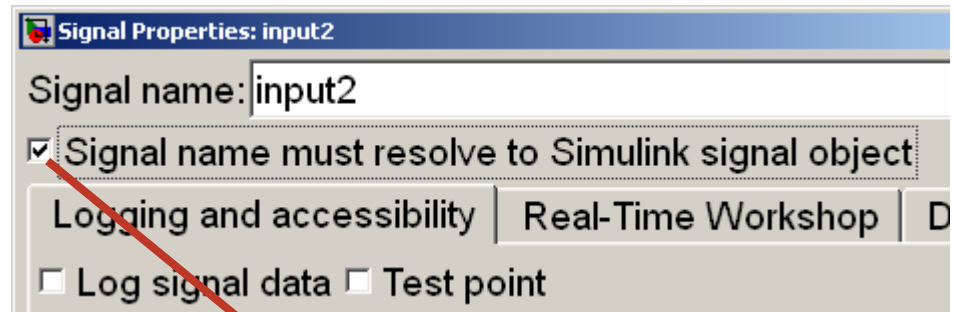 Signal Properties: input2
Signal name: input2
Signal name must resolve to Simulink signal object
Logging and accessibility Real-Time Workshop D
Log signal data Test point